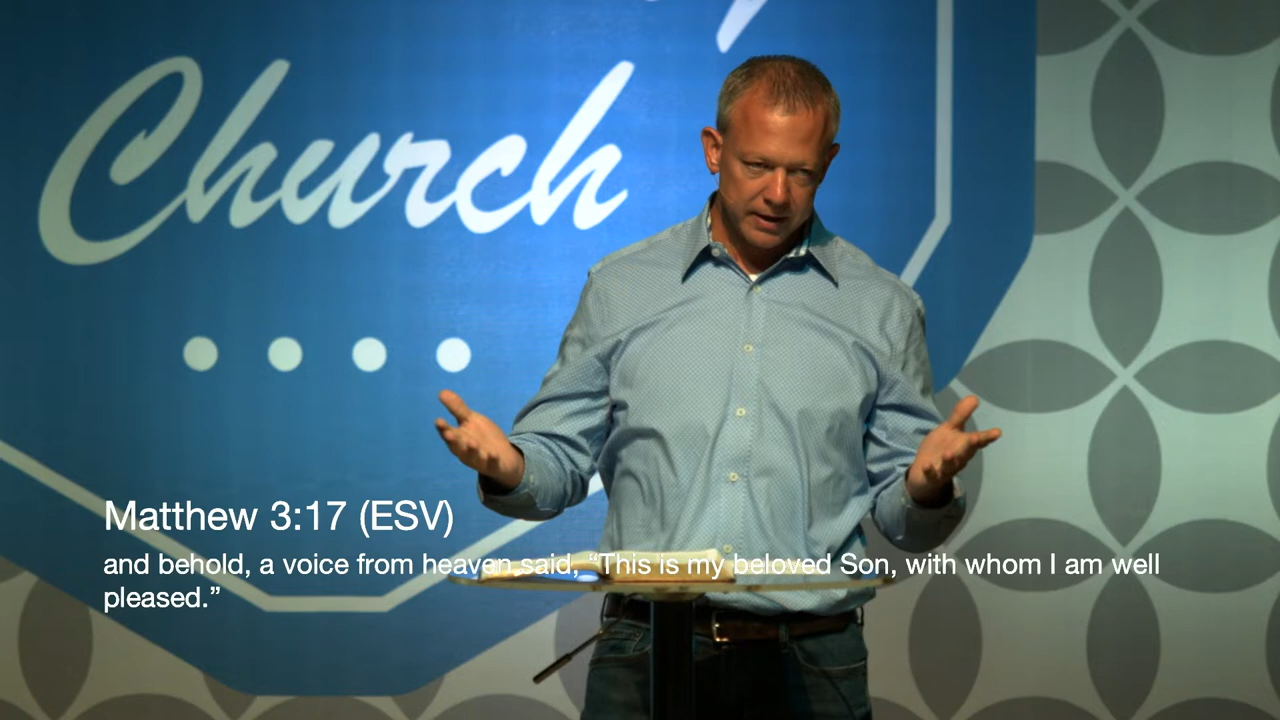 Church
Matthew 3:17 (ESV)
and behold, a voice from heaven said, “This is my beloved Son, with whom I am well
pleased.”